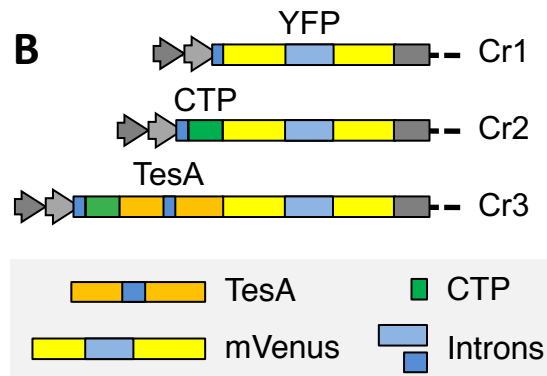 B
YFP
Cr1
CTP
Cr2
TesA
Cr3
TesA
CTP
mVenus
Introns